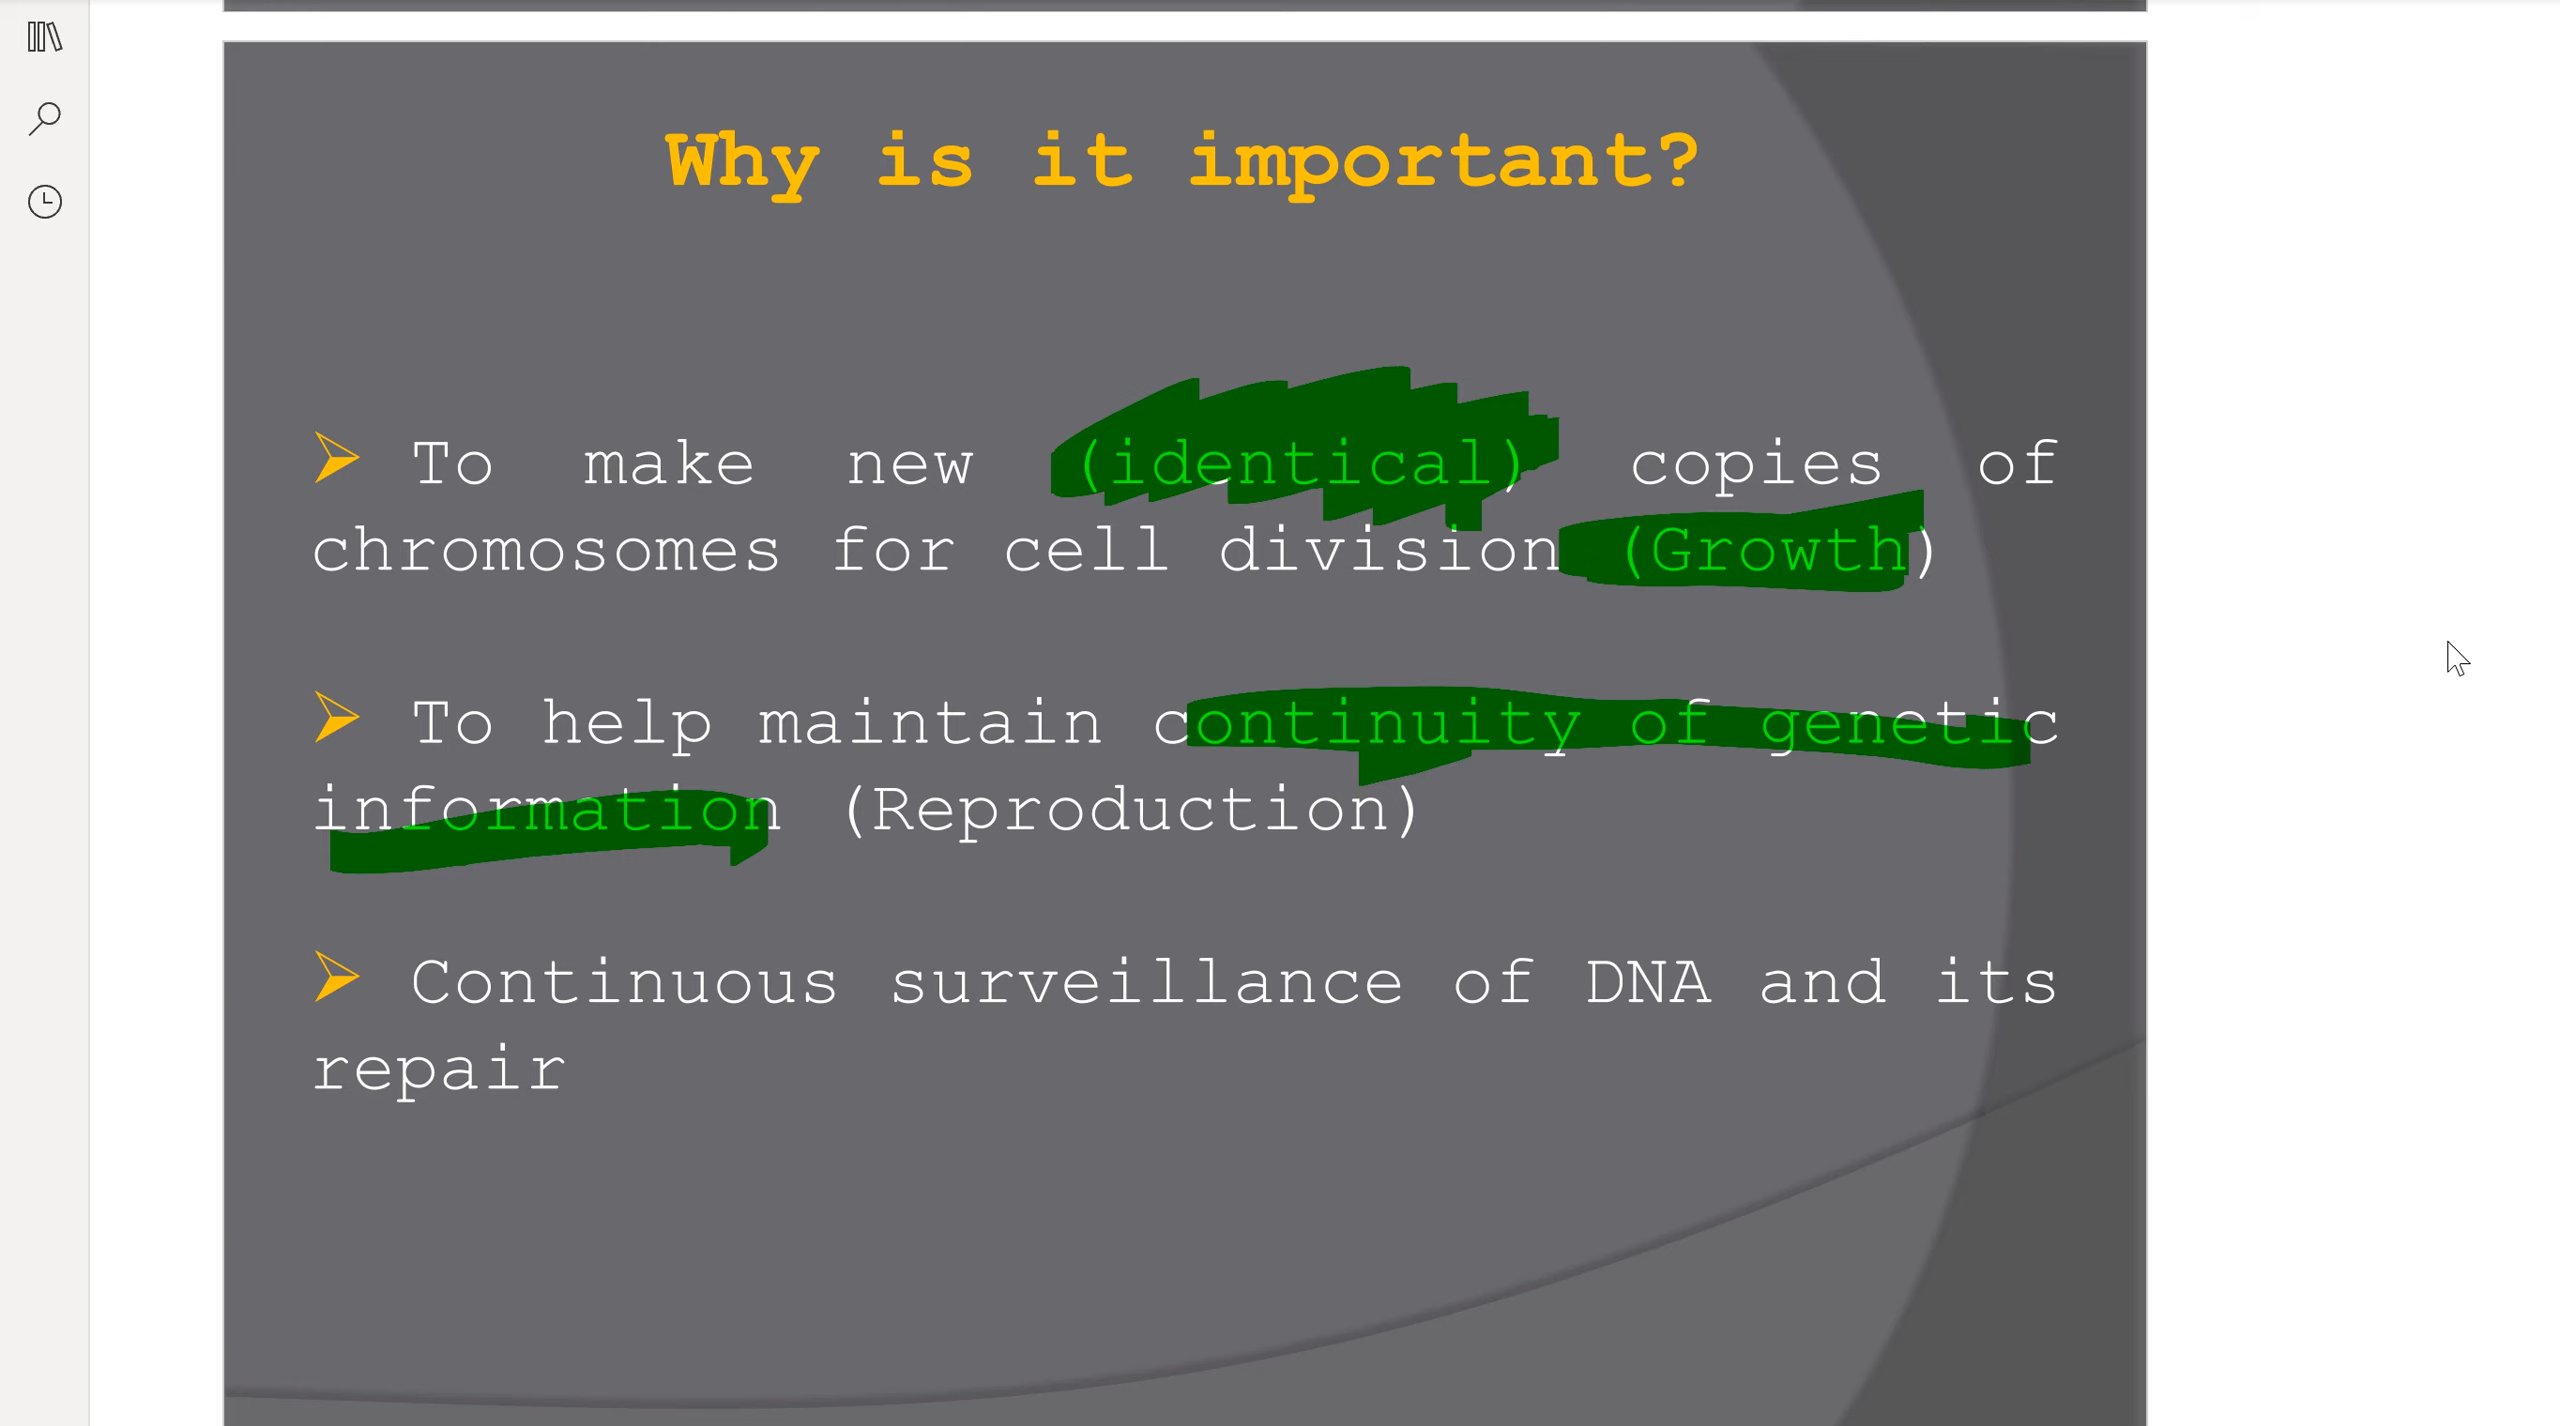 Why is it important?
To make new (identical) copies of
chromosomes for cell division (Growth)
To help maintain continuity of genetic
information (Reproduction)
Continuous surveillance of DNA and its
repair